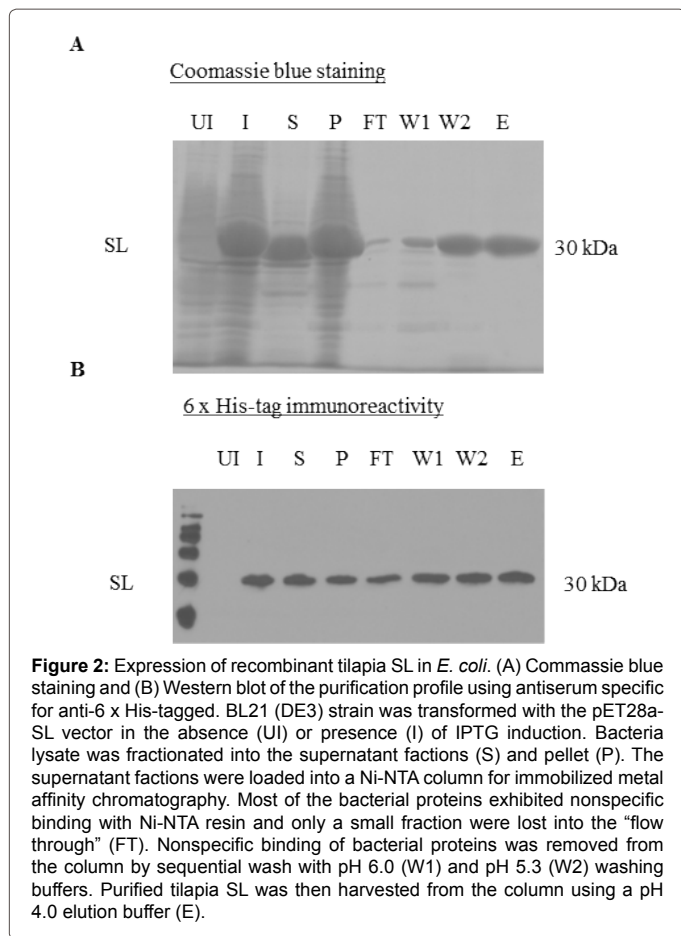 A
Coomassie blue staining
UI I S P FT W1 W2 E
SL 30 kDa
B
6 x His-tag immunoreactivity
UI I S P FT W1 W2 E
SL 30 kDa
Figure 2: Expression of recombinant tilapia SL in E. coli. (A) Commassie blue
staining and (B) Western blot of the purification profile using antiserum specific
for anti-6 x His-tagged. BL21 (DE3) strain was transformed with the pET28a-
SL vector in the absence (UI) or presence (I) of IPTG induction. Bacteria
lysate was fractionated into the supernatant factions (S) and pellet (P). The
supernatant factions were loaded into a Ni-NTA column for immobilized metal
affinity chromatography. Most of the bacterial proteins exhibited nonspecific
binding with Ni-NTA resin and only a small fraction were lost into the “flow
through” (FT). Nonspecific binding of bacterial proteins was removed from
the column by sequential wash with pH 6.0 (W1) and pH 5.3 (W2) washing
buffers. Purified tilapia SL was then harvested from the column using a pH
4.0 elution buffer (E).